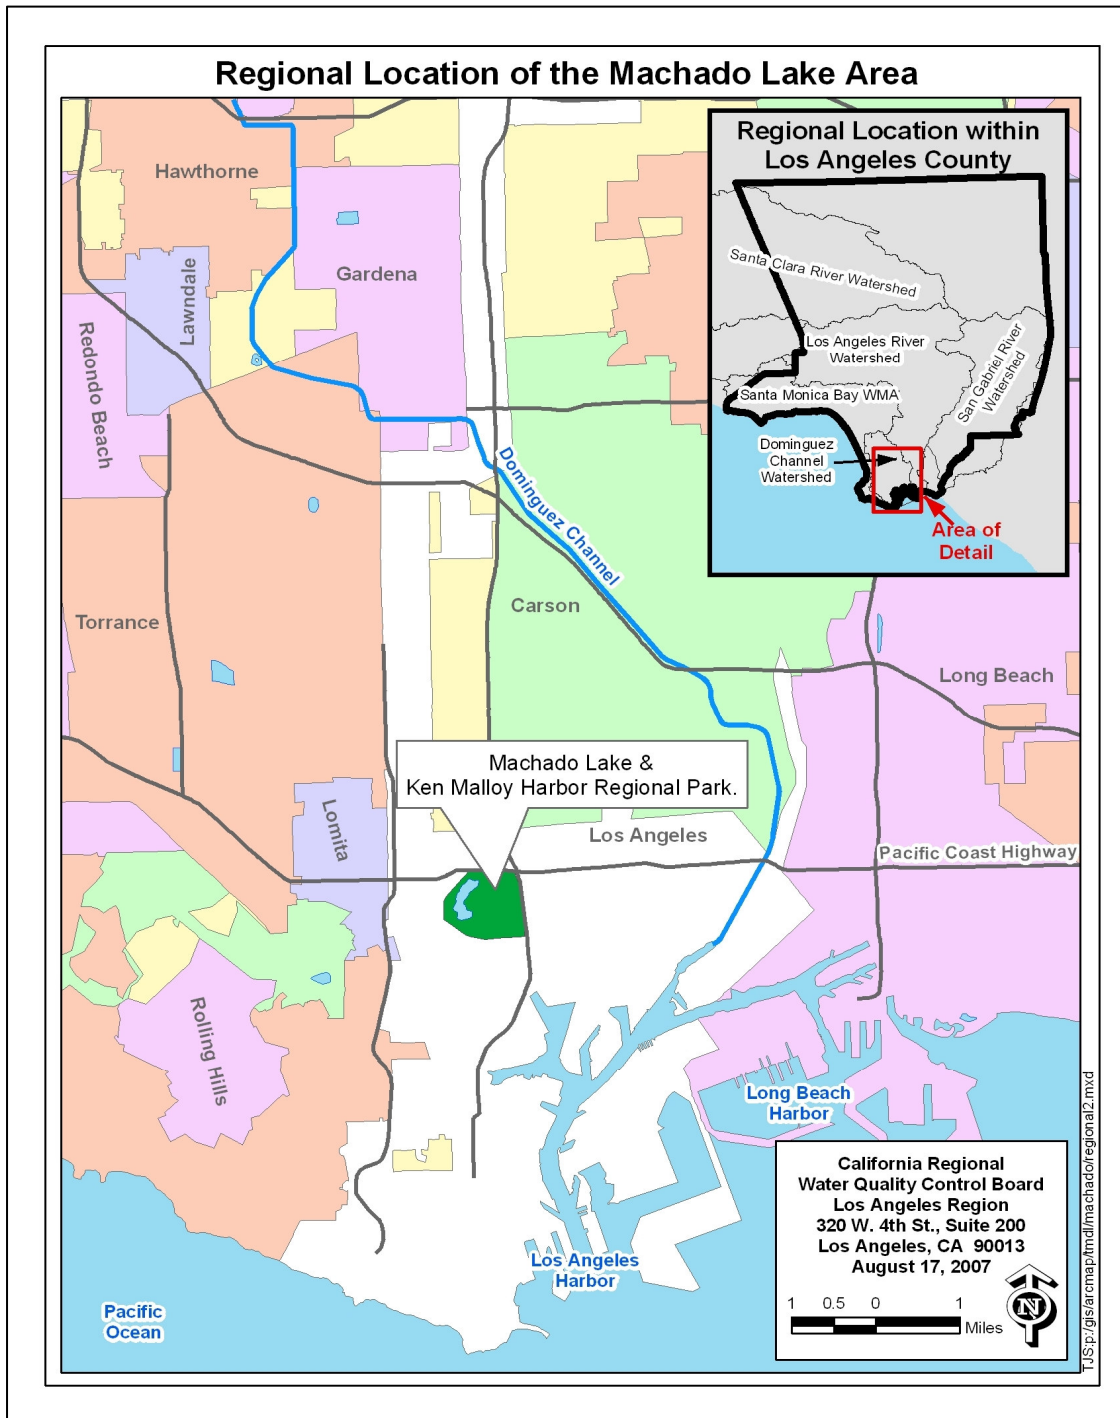 Regional Location of the Machado Lake Area
Regional Location within
Los Angeles County
Santa Clara River Watershed
Los Angeles River
Watershed
San Gabriel River
Watershed
Santa Monica Bay WMA
Dominguez
Channel
Watershed
Area of
Detail
Hawthorne
Gardena
Lawndale
Redondo Beach
Dominguez Channel
Carson
Torrance
Long Beach
Machado Lake &
Ken Malloy Harbor Regional Park.
Lomita
Los Angeles
Pacific Coast Highway
Rolling Hills
Long Beach
Harbor
Los Angeles
Harbor
Pacific
Ocean
California Regional
Water Quality Control Board
Los Angeles Region
320 W. 4th St., Suite 200
Los Angeles, CA 90013
August 17, 2007
1 0.5 0 1
Miles
N
TJS:p:/gis/arcmap/tmdl/machado/regional2.mxd